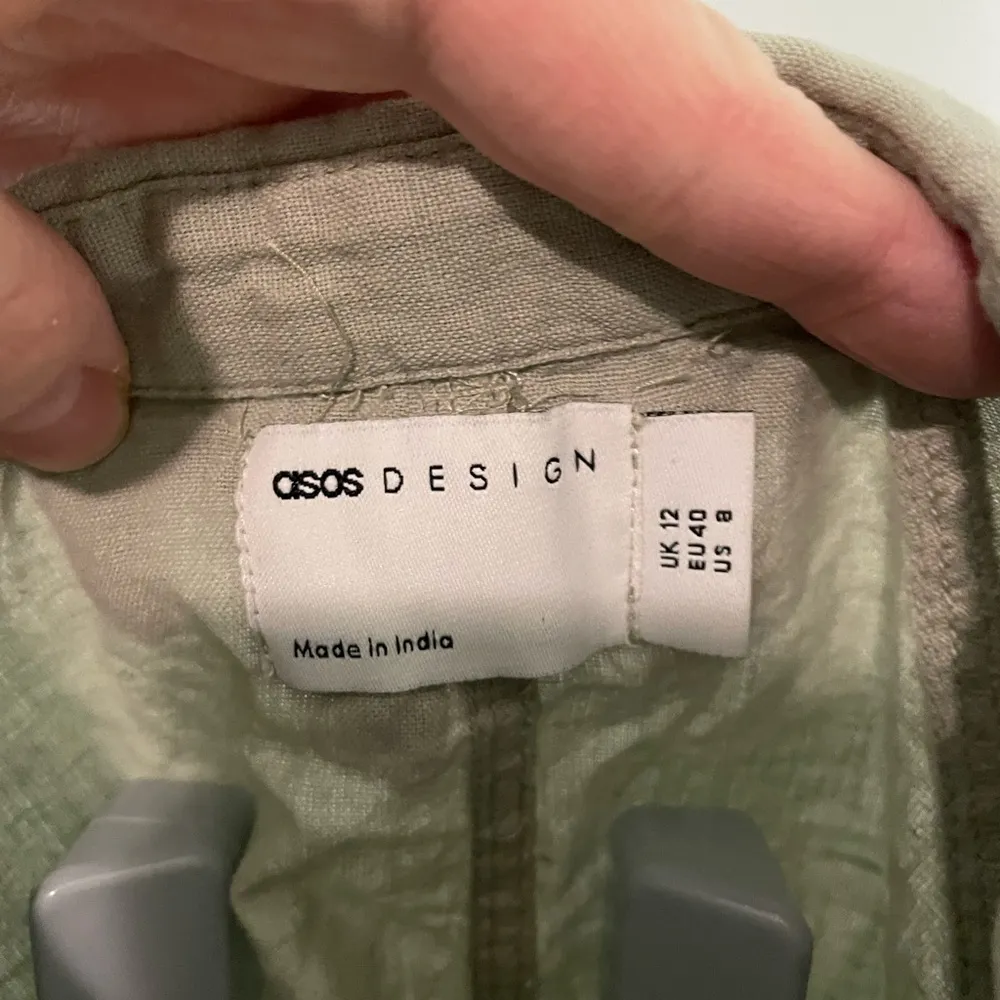 asos DESIGN
Made in India
UK 12
EU 40
US 8